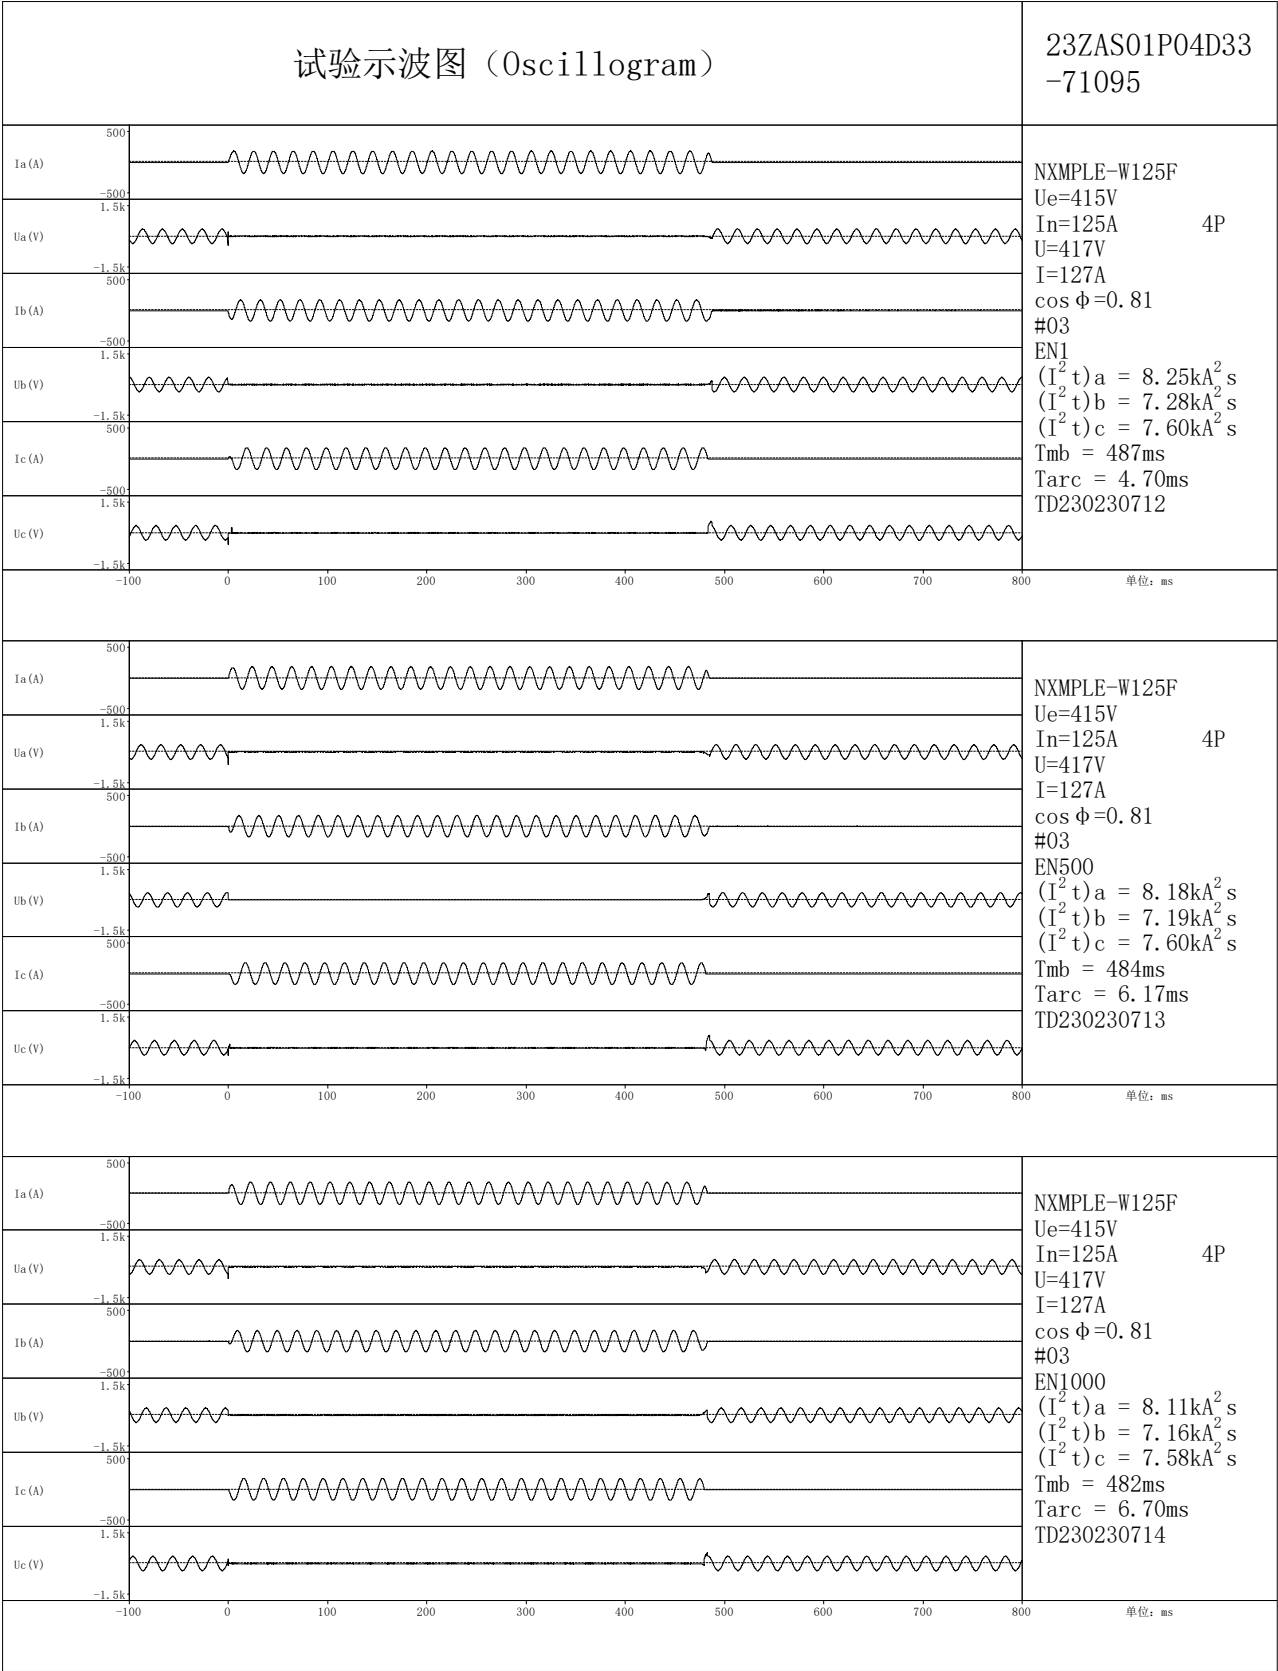 试验示波图（Oscillogram）
23ZAS01P04D33
-71095
500
Ia(A)
-500
1.5k
Ua(V)
-1.5k
500
Ib(A)
-500
1.5k
Ub(V)
-1.5k
500
Ic(A)
-500
1.5k
Uc(V)
-1.5k
-100 0 100 200 300 400 500 600 700 800 单位：ms
NXMPLE-W125F
Ue=415V
In=125A 4P
U=417V
I=127A
cosΦ=0.81
#03
EN1
(I²t)a = 8.25kA²s
(I²t)b = 7.28kA²s
(I²t)c = 7.60kA²s
Tmb = 487ms
Tarc = 4.70ms
TD230230712
500
Ia(A)
-500
1.5k
Ua(V)
-1.5k
500
Ib(A)
-500
1.5k
Ub(V)
-1.5k
500
Ic(A)
-500
1.5k
Uc(V)
-1.5k
-100 0 100 200 300 400 500 600 700 800 单位：ms
NXMPLE-W125F
Ue=415V
In=125A 4P
U=417V
I=127A
cosΦ=0.81
#03
EN500
(I²t)a = 8.18kA²s
(I²t)b = 7.19kA²s
(I²t)c = 7.60kA²s
Tmb = 484ms
Tarc = 6.17ms
TD230230713
500
Ia(A)
-500
1.5k
Ua(V)
-1.5k
500
Ib(A)
-500
1.5k
Ub(V)
-1.5k
500
Ic(A)
-500
1.5k
Uc(V)
-1.5k
-100 0 100 200 300 400 500 600 700 800 单位：ms
NXMPLE-W125F
Ue=415V
In=125A 4P
U=417V
I=127A
cosΦ=0.81
#03
EN1000
(I²t)a = 8.11kA²s
(I²t)b = 7.16kA²s
(I²t)c = 7.58kA²s
Tmb = 482ms
Tarc = 6.70ms
TD230230714